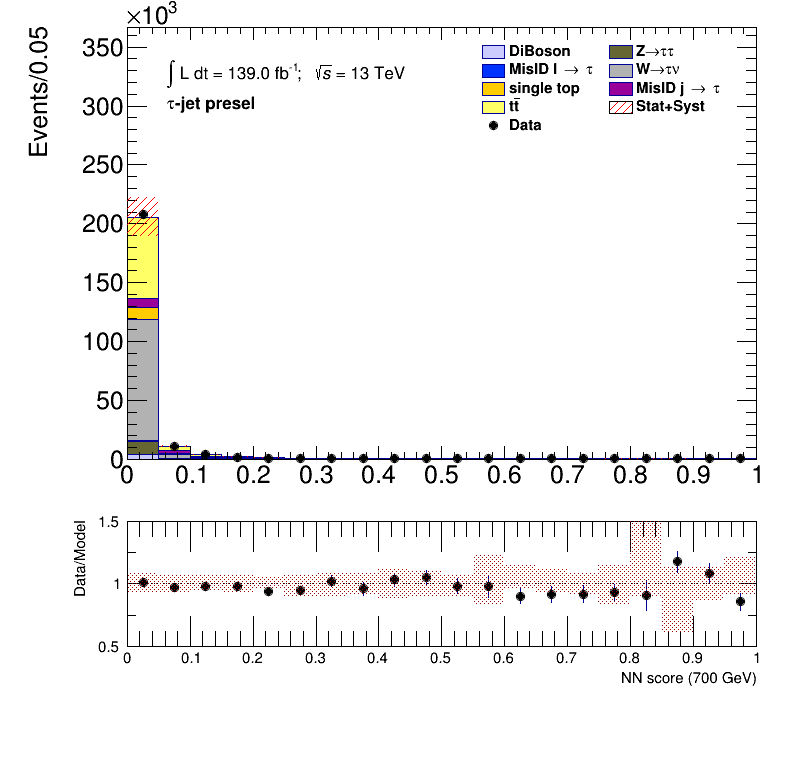 ×10³
Events/0.05
350
300
250
200
150
100
50
0
∫ L dt = 139.0 fb⁻¹; √s = 13 TeV
τ-jet presel
DiBoson
MisID l → τ
single top
tt̄
Data
Z→ττ
W→τν
MisID j → τ
Stat+Syst
0 0.1 0.2 0.3 0.4 0.5 0.6 0.7 0.8 0.9 1
Data/Model
1.5
1
0.5
0 0.1 0.2 0.3 0.4 0.5 0.6 0.7 0.8 0.9 1
NN score (700 GeV)